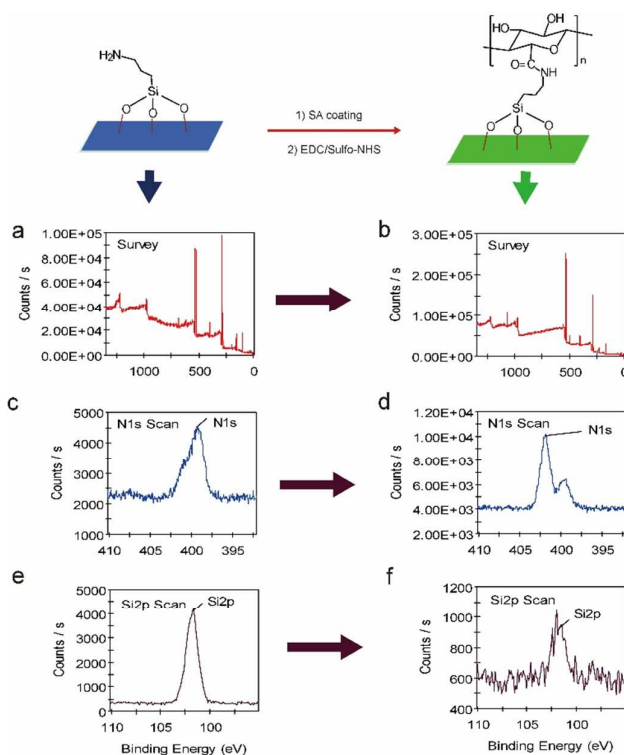 HO OH
O
O
n
H2N
O=C
NH
Si
O O O
1) SA coating
2) EDC/Sulfo-NHS
Si
O O O
a
1.00E+05
8.00E+04
6.00E+04
4.00E+04
2.00E+04
0.00E+00
Counts / s
Survey
1000 500 0
b
3.00E+05
2.00E+05
1.00E+05
0.00E+00
Counts / s
Survey
1000 500 0
c
5000
4000
3000
2000
1000
Counts / s
N1s Scan
N1s
410 405 400 395
d
1.20E+04
1.00E+04
8.00E+03
6.00E+03
4.00E+03
2.00E+03
Counts / s
N1s Scan
N1s
410 405 400 395
e
5000
4000
3000
2000
1000
0
Counts / s
Si2p Scan
Si2p
110 105 100
Binding Energy (eV)
f
1200
1000
800
600
400
Counts / s
Si2p Scan
Si2p
110 105 100
Binding Energy (eV)